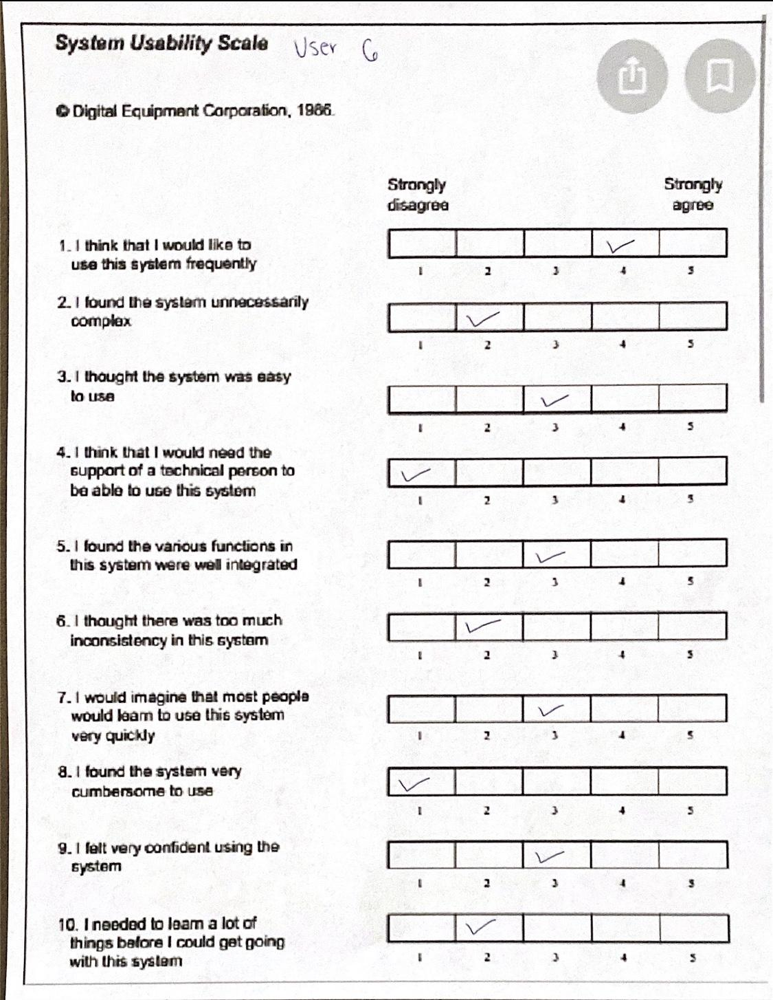 System Usability Scale User 6
© Digital Equipment Corporation, 1986.
Strongly disagree
Strongly agree
1. I think that I would like to
use this system frequently
1 2 3 4 5
2. I found the system unnecessarily
complex
1 2 3 4 5
3. I thought the system was easy
to use
1 2 3 4 5
4. I think that I would need the
support of a technical person to
be able to use this system
1 2 3 4 5
5. I found the various functions in
this system were well integrated
1 2 3 4 5
6. I thought there was too much
inconsistency in this system
1 2 3 4 5
7. I would imagine that most people
would learn to use this system
very quickly
1 2 3 4 5
8. I found the system very
cumbersome to use
1 2 3 4 5
9. I felt very confident using the
system
1 2 3 4 5
10. I needed to learn a lot of
things before I could get going
with this system
1 2 3 4 5